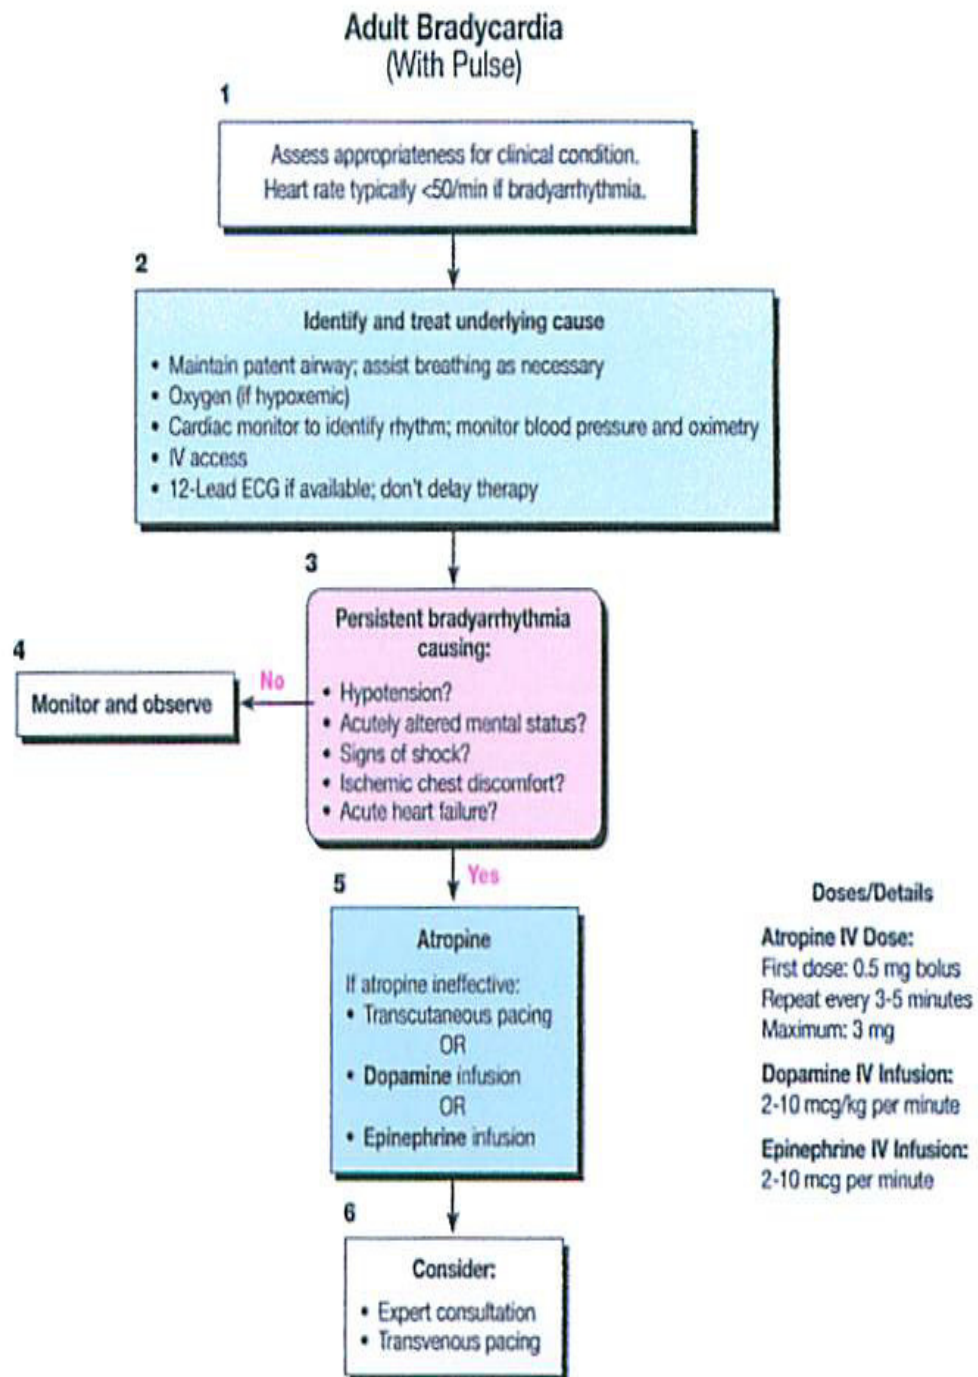 Adult Bradycardia
(With Pulse)
1
Assess appropriateness for clinical condition.
Heart rate typically <50/min if bradyarrhythmia.
2
Identify and treat underlying cause
• Maintain patent airway; assist breathing as necessary
• Oxygen (if hypoxemic)
• Cardiac monitor to identify rhythm; monitor blood pressure and oximetry
• IV access
• 12-Lead ECG if available; don't delay therapy
3
Persistent bradyarrhythmia
causing:
• Hypotension?
• Acutely altered mental status?
• Signs of shock?
• Ischemic chest discomfort?
• Acute heart failure?
4
No
Monitor and observe
Yes
5
Atropine
If atropine ineffective:
• Transcutaneous pacing
OR
• Dopamine infusion
OR
• Epinephrine infusion
6
Consider:
• Expert consultation
• Transvenous pacing
Doses/Details
Atropine IV Dose:
First dose: 0.5 mg bolus
Repeat every 3-5 minutes
Maximum: 3 mg
Dopamine IV Infusion:
2-10 mcg/kg per minute
Epinephrine IV Infusion:
2-10 mcg per minute